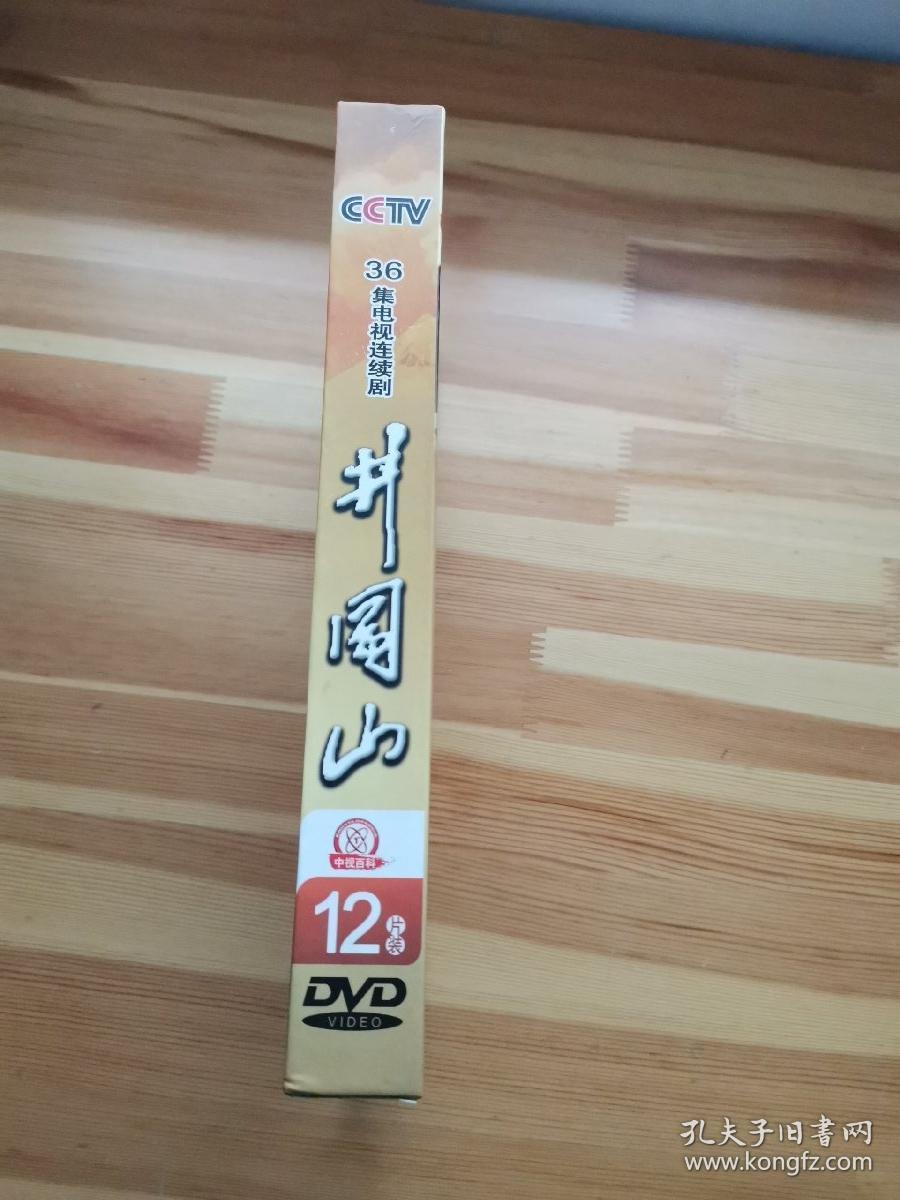 CCTV
36
集电视连续剧
井冈山
中视百科
12
片装
DVD
VIDEO
孔夫子旧书网
www.kongfz.com